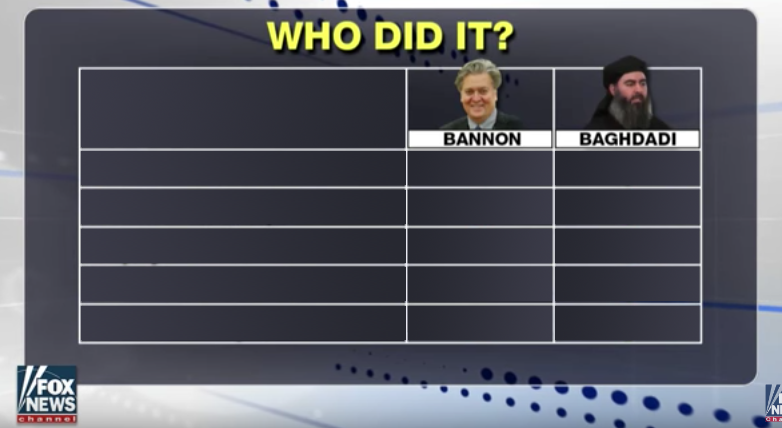 WHO DID IT?
BANNON
BAGHDADI
FOX
NEWS
channel